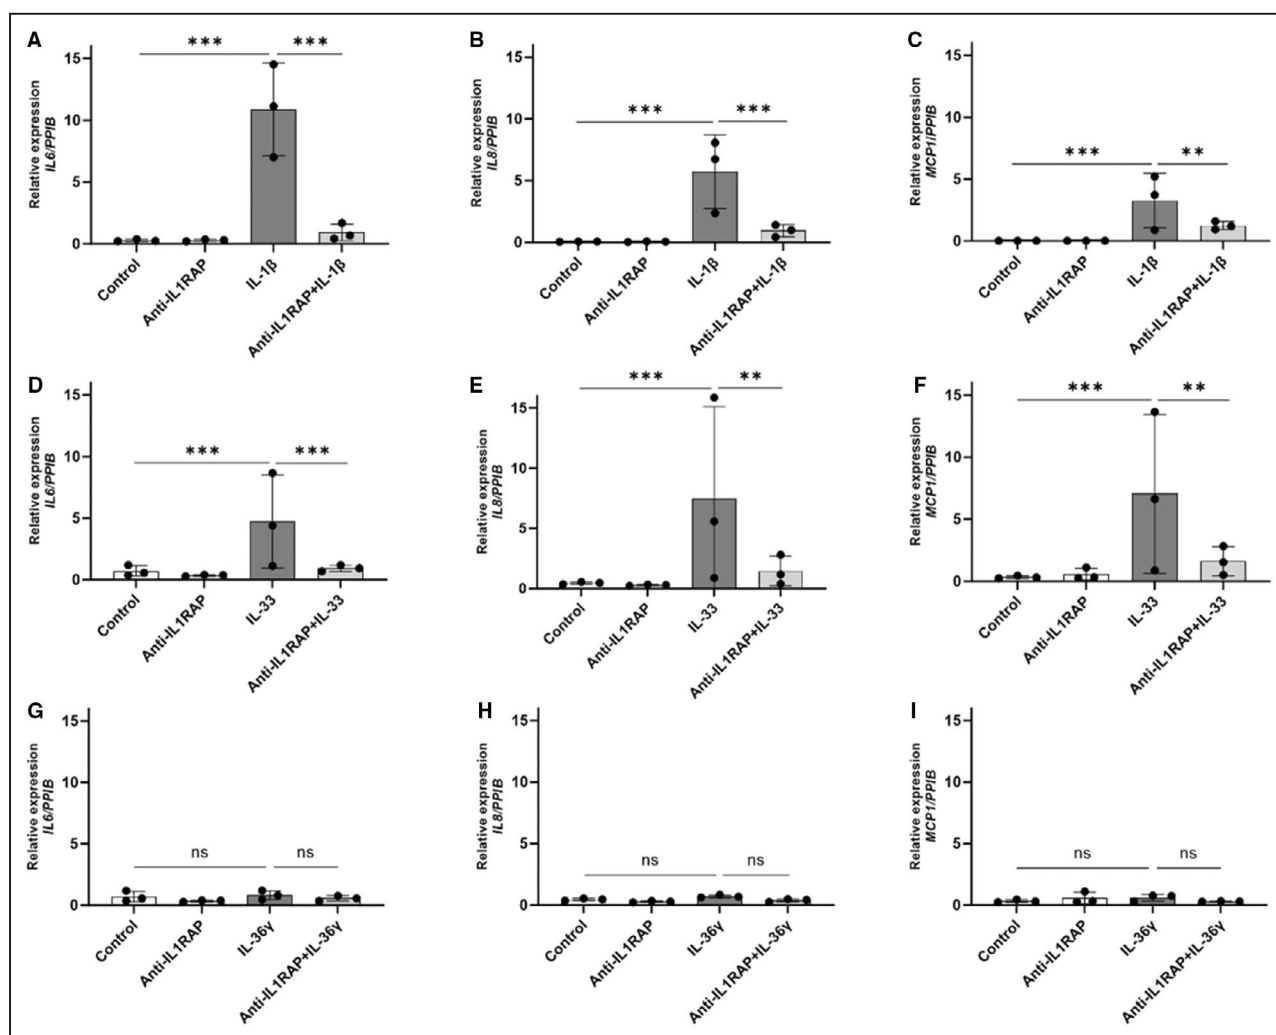 A
Relative expression
IL6/PPIB
15
10
5
0
*** ***
Control
Anti-IL1RAP
IL-1β
Anti-IL1RAP+IL-1β
B
Relative expression
IL8/PPIB
15
10
5
0
*** ***
Control
Anti-IL1RAP
IL-1β
Anti-IL1RAP+IL-1β
C
Relative expression
MCP1/PPIB
15
10
5
0
*** **
Control
Anti-IL1RAP
IL-1β
Anti-IL1RAP+IL-1β
D
Relative expression
IL6/PPIB
15
10
5
0
*** ***
Control
Anti-IL1RAP
IL-33
Anti-IL1RAP+IL-33
E
Relative expression
IL8/PPIB
15
10
5
0
*** **
Control
Anti-IL1RAP
IL-33
Anti-IL1RAP+IL-33
F
Relative expression
MCP1/PPIB
15
10
5
0
*** **
Control
Anti-IL1RAP
IL-33
Anti-IL1RAP+IL-33
G
Relative expression
IL6/PPIB
15
10
5
0
ns ns
Control
Anti-IL1RAP
IL-36γ
Anti-IL1RAP+IL-36γ
H
Relative expression
IL8/PPIB
15
10
5
0
ns ns
Control
Anti-IL1RAP
IL-36γ
Anti-IL1RAP+IL-36γ
I
Relative expression
MCP1/PPIB
15
10
5
0
ns ns
Control
Anti-IL1RAP
IL-36γ
Anti-IL1RAP+IL-36γ